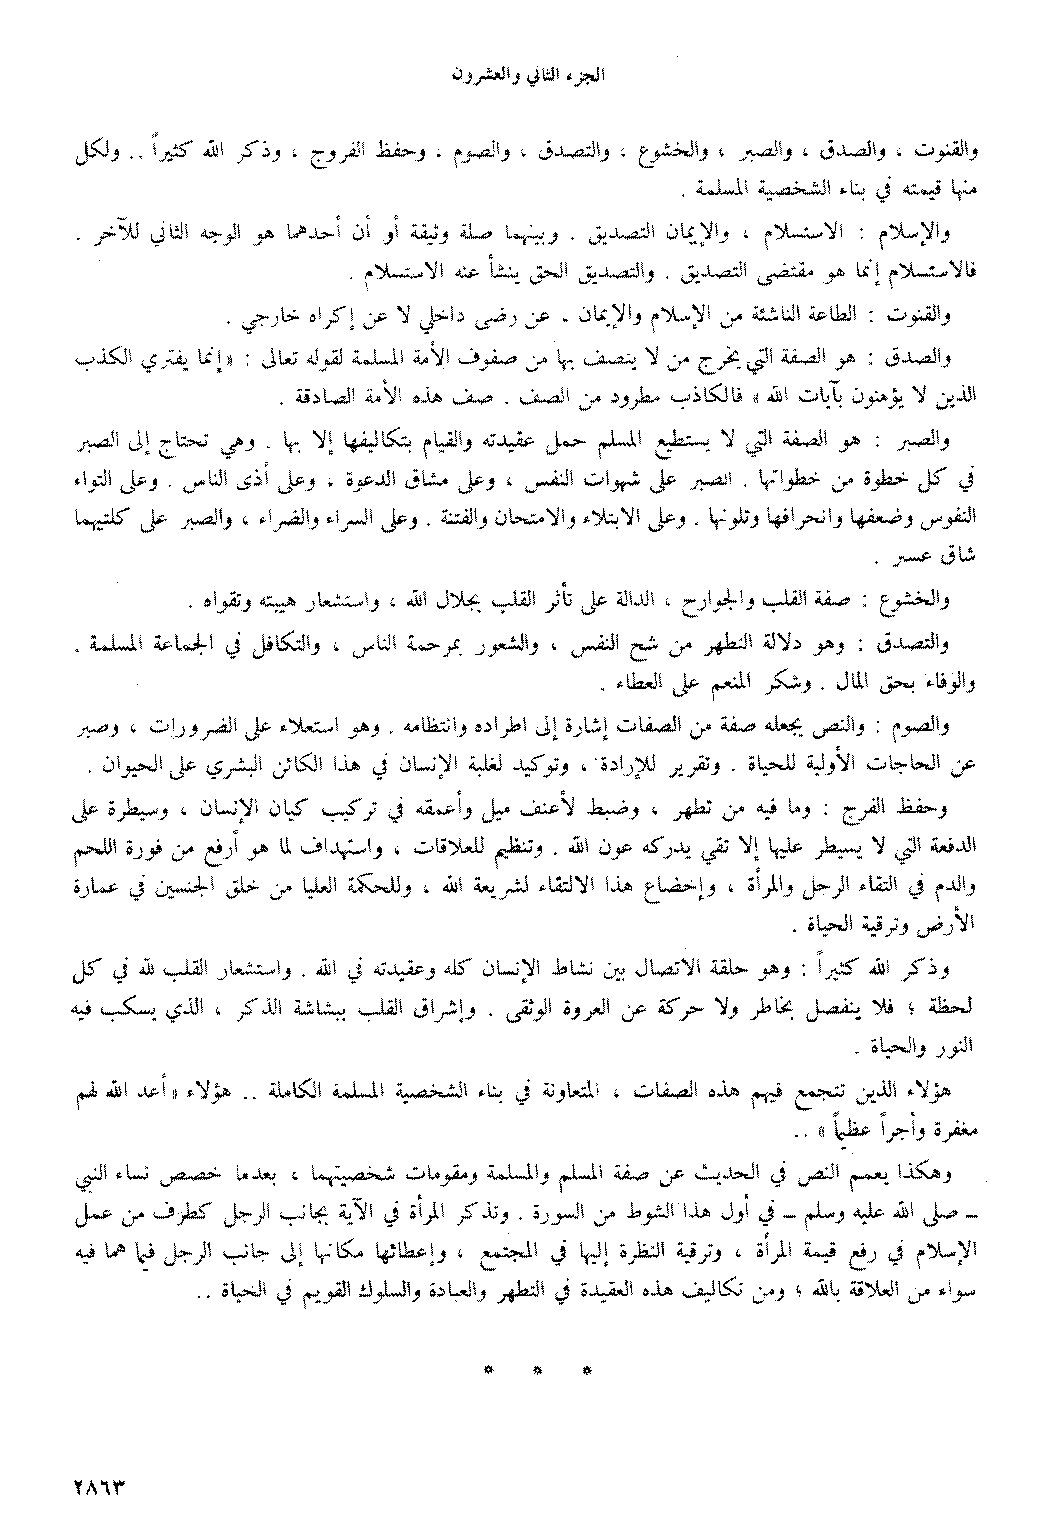 الجزء الثاني والعشرون
والقنوت ، والصدق ، والصبر ، والخشوع ، والتصدق ، والصوم ، وحفظ الفروج ، وذكر الله كثيراً .. ولكل
منها قيمته في بناء الشخصية المسلمة .
والإسلام : الاستسلام ، والإيمان التصديق . وبينهما صلة وثيقة أو أن أحدهما هو الوجه الثاني للآخر .
فالاستسلام إنما هو مقتضى التصديق . والتصديق الحق ينشأ عنه الاستسلام .
والقنوت : الطاعة الناشئة من الإسلام والإيمان ، عن رضى داخلي لا عن إكراه خارجي .
والصدق : هو الصفة التي يخرج من لا يتصف بها من صفوف الأمة المسلمة لقوله تعالى : «إنما يفتري الكذب
الذين لا يؤمنون بآيات الله » فالكاذب مطرود من الصف . صف هذه الأمة الصادقة .
والصبر : هو الصفة التي لا يستطيع المسلم حمل عقيدته والقيام بتكاليفها إلا بها . وهي تحتاج إلى الصبر
في كل خطوة من خطواتها . الصبر على شهوات النفس ، وعلى مشاق الدعوة ، وعلى أذى الناس . وعلى التواء
النفوس وضعفها وانحرافها وتلونها . وعلى الابتلاء والامتحان والفتنة . وعلى السراء والضراء ، والصبر على كلتيهما
شاق عسير .
والخشوع : صفة القلب والجوارح ، الدالة على تأثر القلب بجلال الله ، واستشعار هيبته وتقواه .
والتصدق : وهو دلالة التطهر من شح النفس ، والشعور بمرحمة الناس ، والتكافل في الجماعة المسلمة .
والوفاء بحق المال . وشكر المنعم على العطاء .
والصوم : والنص يجعله صفة من الصفات إشارة إلى اطراده وانتظامه . وهو استعلاء على الضرورات ، وصبر
عن الحاجات الأولية للحياة . وتقرير للإرادة ، وتوكيد لغلبة الإنسان في هذا الكائن البشري على الحيوان .
وحفظ الفرج : وما فيه من تطهر ، وضبط لأعنف ميل وأعمقه في تركيب كيان الإنسان ، وسيطرة على
الدفعة التي لا يسيطر عليها إلا تقي يدركه عون الله . وتنظيم للعلاقات ، واستهداف لما هو أرفع من فورة اللحم
والدم في التقاء الرجل والمرأة ، وإخضاع هذا الالتقاء لشريعة الله ، وللحكمة العليا من خلق الجنسين في عمارة
الأرض وترقية الحياة .
وذكر الله كثيراً : وهو حلقة الاتصال بين نشاط الإنسان كله وعقيدته في الله . واستشعار القلب لله في كل
لحظة ؛ فلا ينفصل بخاطر ولا حركة عن العروة الوثقى . وإشراق القلب ببشاشة الذكر ، الذي يسكب فيه
النور والحياة .
هؤلاء الذين تتجمع فيهم هذه الصفات ، المتعاونة في بناء الشخصية المسلمة الكاملة .. هؤلاء «أعد الله لهم
مغفرة وأجراً عظيماً » ..
وهكذا يعمم النص في الحديث عن صفة المسلم والمسلمة ومقومات شخصيتهما ، بعدما خصص نساء النبي
– صلى الله عليه وسلم – في أول هذا الشوط من السورة . وتذكر المرأة في الآية بجانب الرجل كطرف من عمل
الإسلام في رفع قيمة المرأة ، وترقية النظرة إليها في المجتمع ، وإعطائها مكانها إلى جانب الرجل فيما هما فيه
سواء من العلاقة بالله ؛ ومن تكاليف هذه العقيدة في التطهر والعبادة والسلوك القويم في الحياة ..
* * *
٢٨٦٣